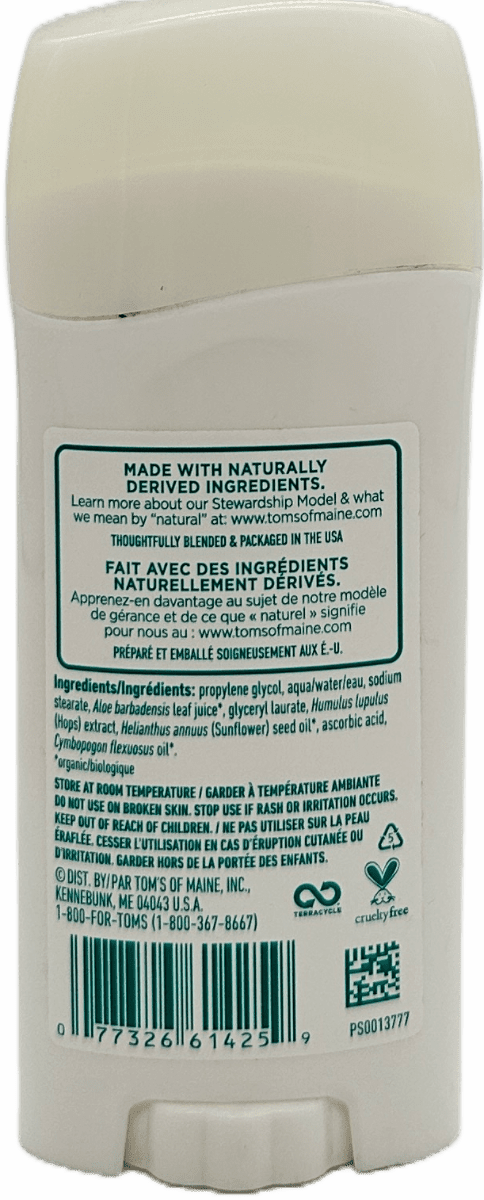 MADE WITH NATURALLY
DERIVED INGREDIENTS.
Learn more about our Stewardship Model & what
we mean by "natural" at: www.tomsofmaine.com
THOUGHTFULLY BLENDED & PACKAGED IN THE USA
FAIT AVEC DES INGRÉDIENTS
NATURELLEMENT DÉRIVÉS.
Apprenez-en davantage au sujet de notre modèle
de gérance et de ce que « naturel » signifie
pour nous au : www.tomsofmaine.com
PRÉPARÉ ET EMBALLÉ SOIGNEUSEMENT AUX É.-U.
Ingredients/Ingrédients: propylene glycol, aqua/water/eau, sodium
stearate, Aloe barbadensis leaf juice*, glyceryl laurate, Humulus lupulus
(Hops) extract, Helianthus annuus (Sunflower) seed oil*, ascorbic acid,
Cymbopogon flexuosus oil*.
*organic/biologique
STORE AT ROOM TEMPERATURE / GARDER À TEMPÉRATURE AMBIANTE
DO NOT USE ON BROKEN SKIN. STOP USE IF RASH OR IRRITATION OCCURS.
KEEP OUT OF REACH OF CHILDREN. / NE PAS UTILISER SUR LA PEAU
ÉRAFLÉE. CESSER L'UTILISATION EN CAS D'ÉRUPTION CUTANÉE OU
D'IRRITATION. GARDER HORS DE LA PORTÉE DES ENFANTS.
5
© DIST. BY/PAR TOM'S OF MAINE, INC.,
KENNEBUNK, ME 04043 U.S.A.
1-800-FOR-TOMS (1-800-367-8667)
TERRACYCLE
crueltyfree
0 77326 61425 9
PS0013777